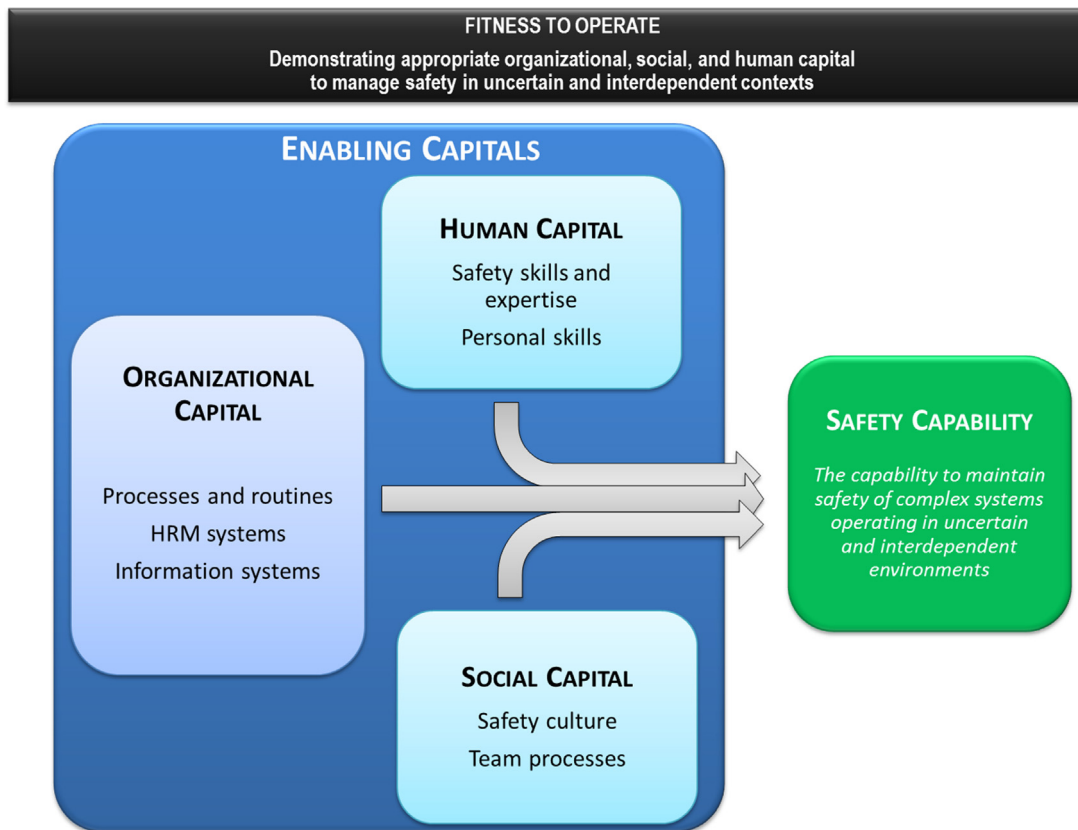 FITNESS TO OPERATE
Demonstrating appropriate organizational, social, and human capital
to manage safety in uncertain and interdependent contexts
ENABLING CAPITALS
HUMAN CAPITAL
Safety skills and
expertise
Personal skills
ORGANIZATIONAL
CAPITAL
Processes and routines
HRM systems
Information systems
SOCIAL CAPITAL
Safety culture
Team processes
SAFETY CAPABILITY
The capability to maintain
safety of complex systems
operating in uncertain
and interdependent
environments